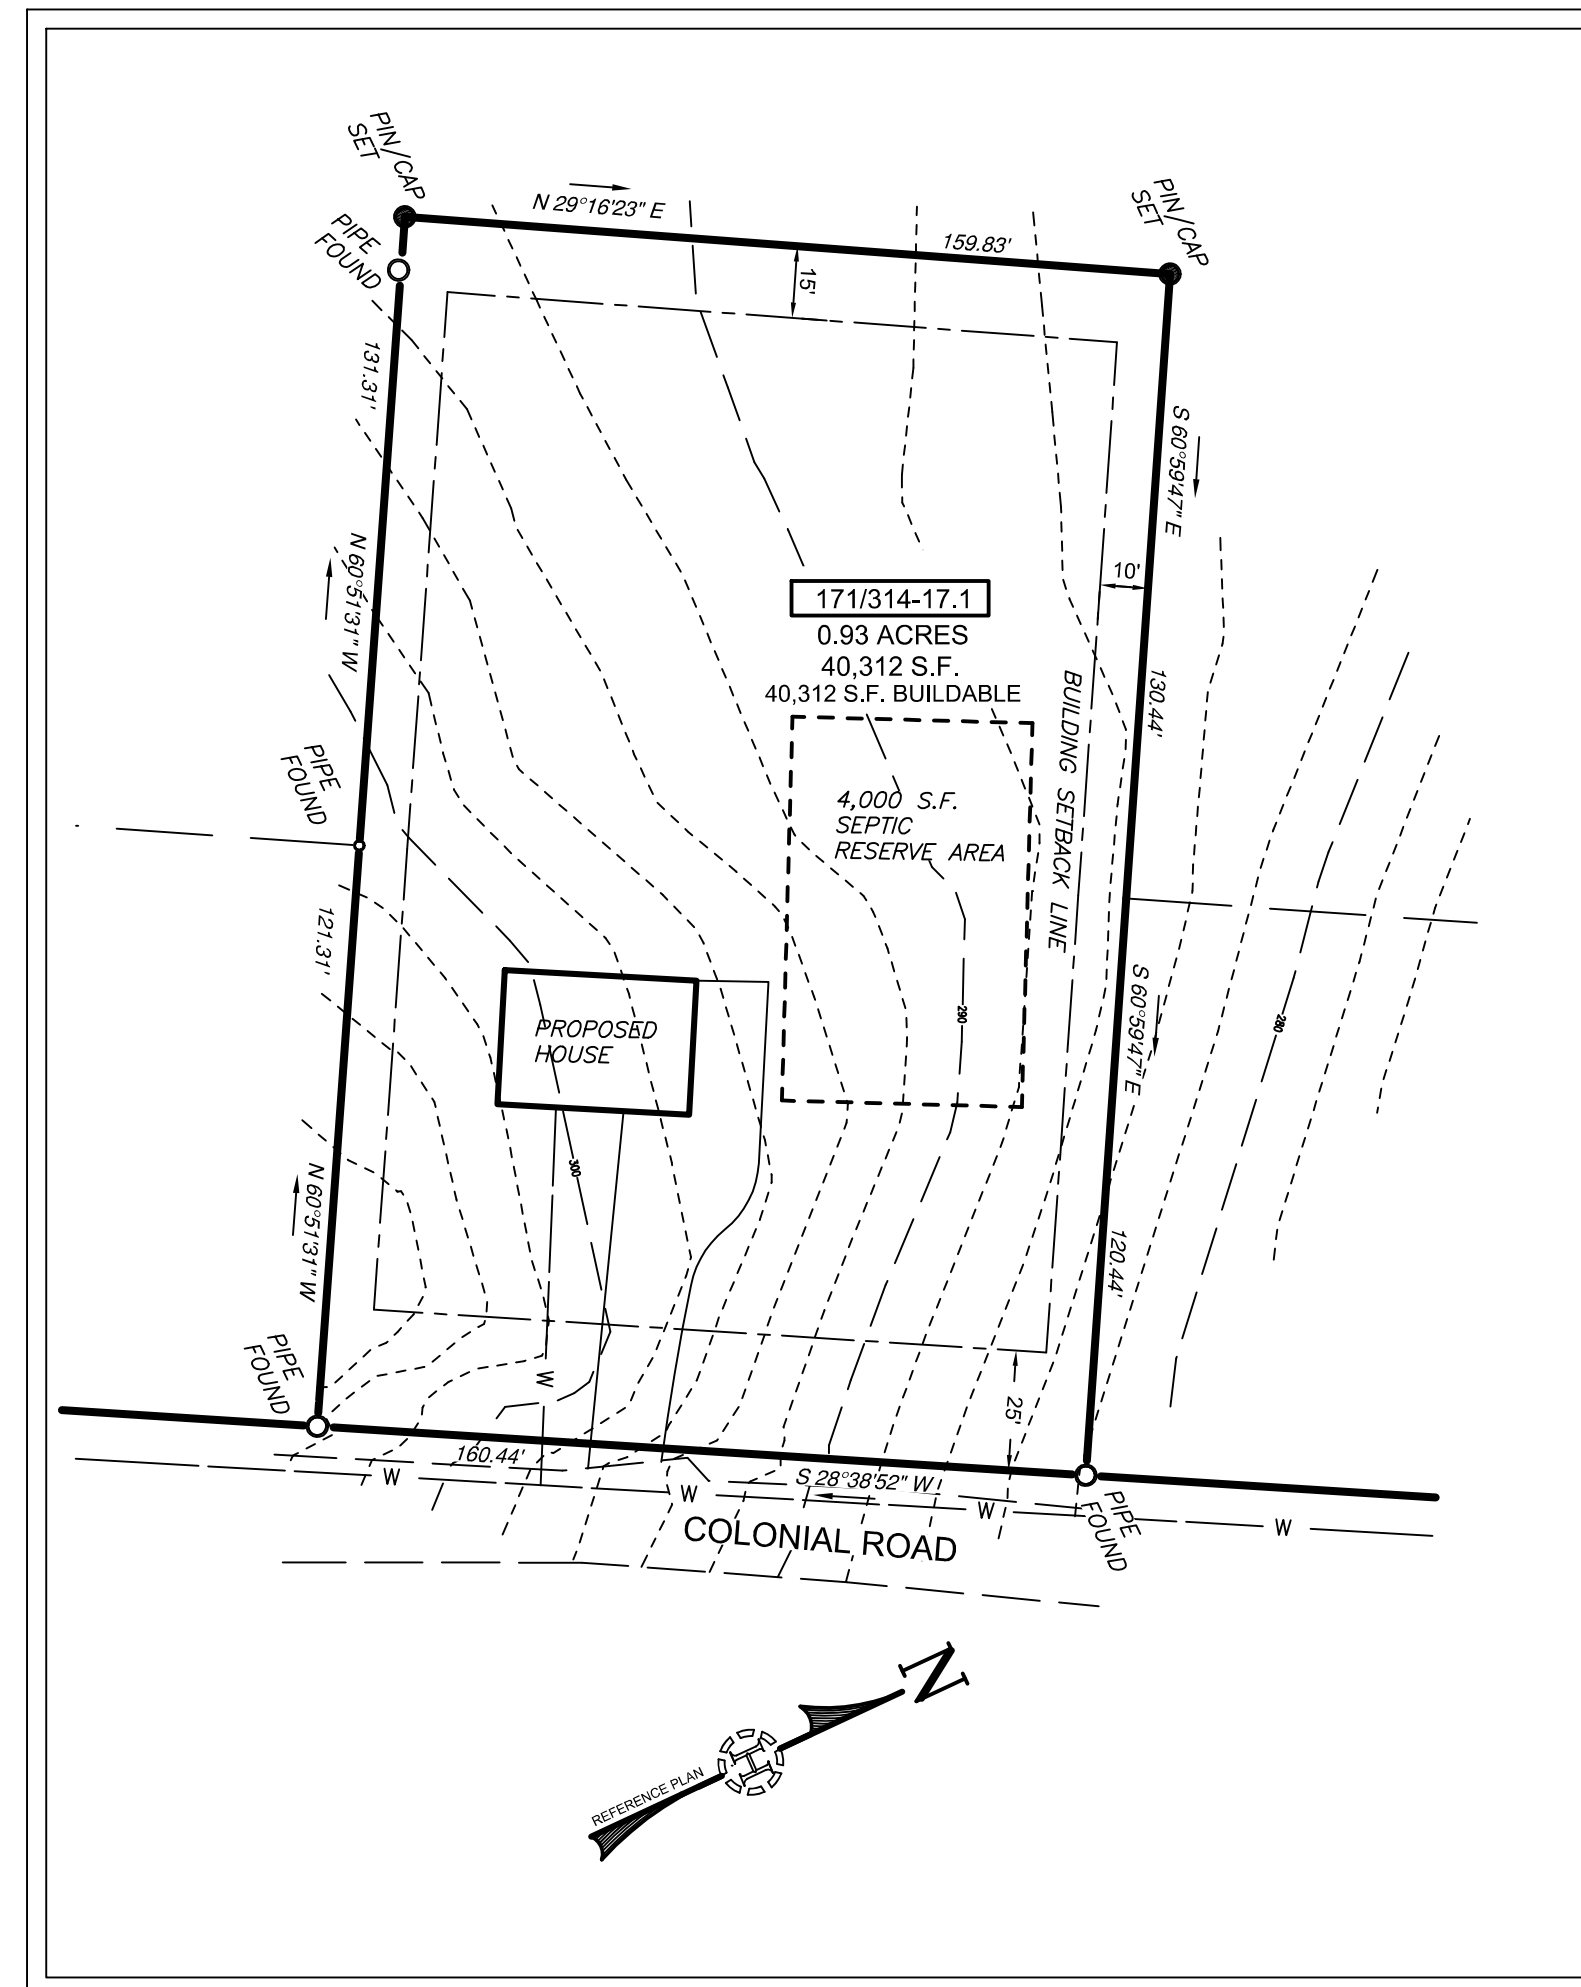 PIN/CAP
SET
PIPE
FOUND
N 29°16'23" E
159.83'
PIN/CAP
SET
15'
131.31'
S 60°59'47" E
N 60°51'31" W
10'
171/314-17.1
0.93 ACRES
40,312 S.F.
40,312 S.F. BUILDABLE
130.44'
BUILDING SETBACK LINE
PIPE
FOUND
4,000 S.F.
SEPTIC
RESERVE AREA
121.31'
S 60°59'47" E
290
280
PROPOSED
HOUSE
300
N 60°51'31" W
120.44'
PIPE
FOUND
W
25'
160.44'
S 28°38'52" W
W
W
W
W
PIPE
FOUND
COLONIAL ROAD
N
REFERENCE PLAN
H